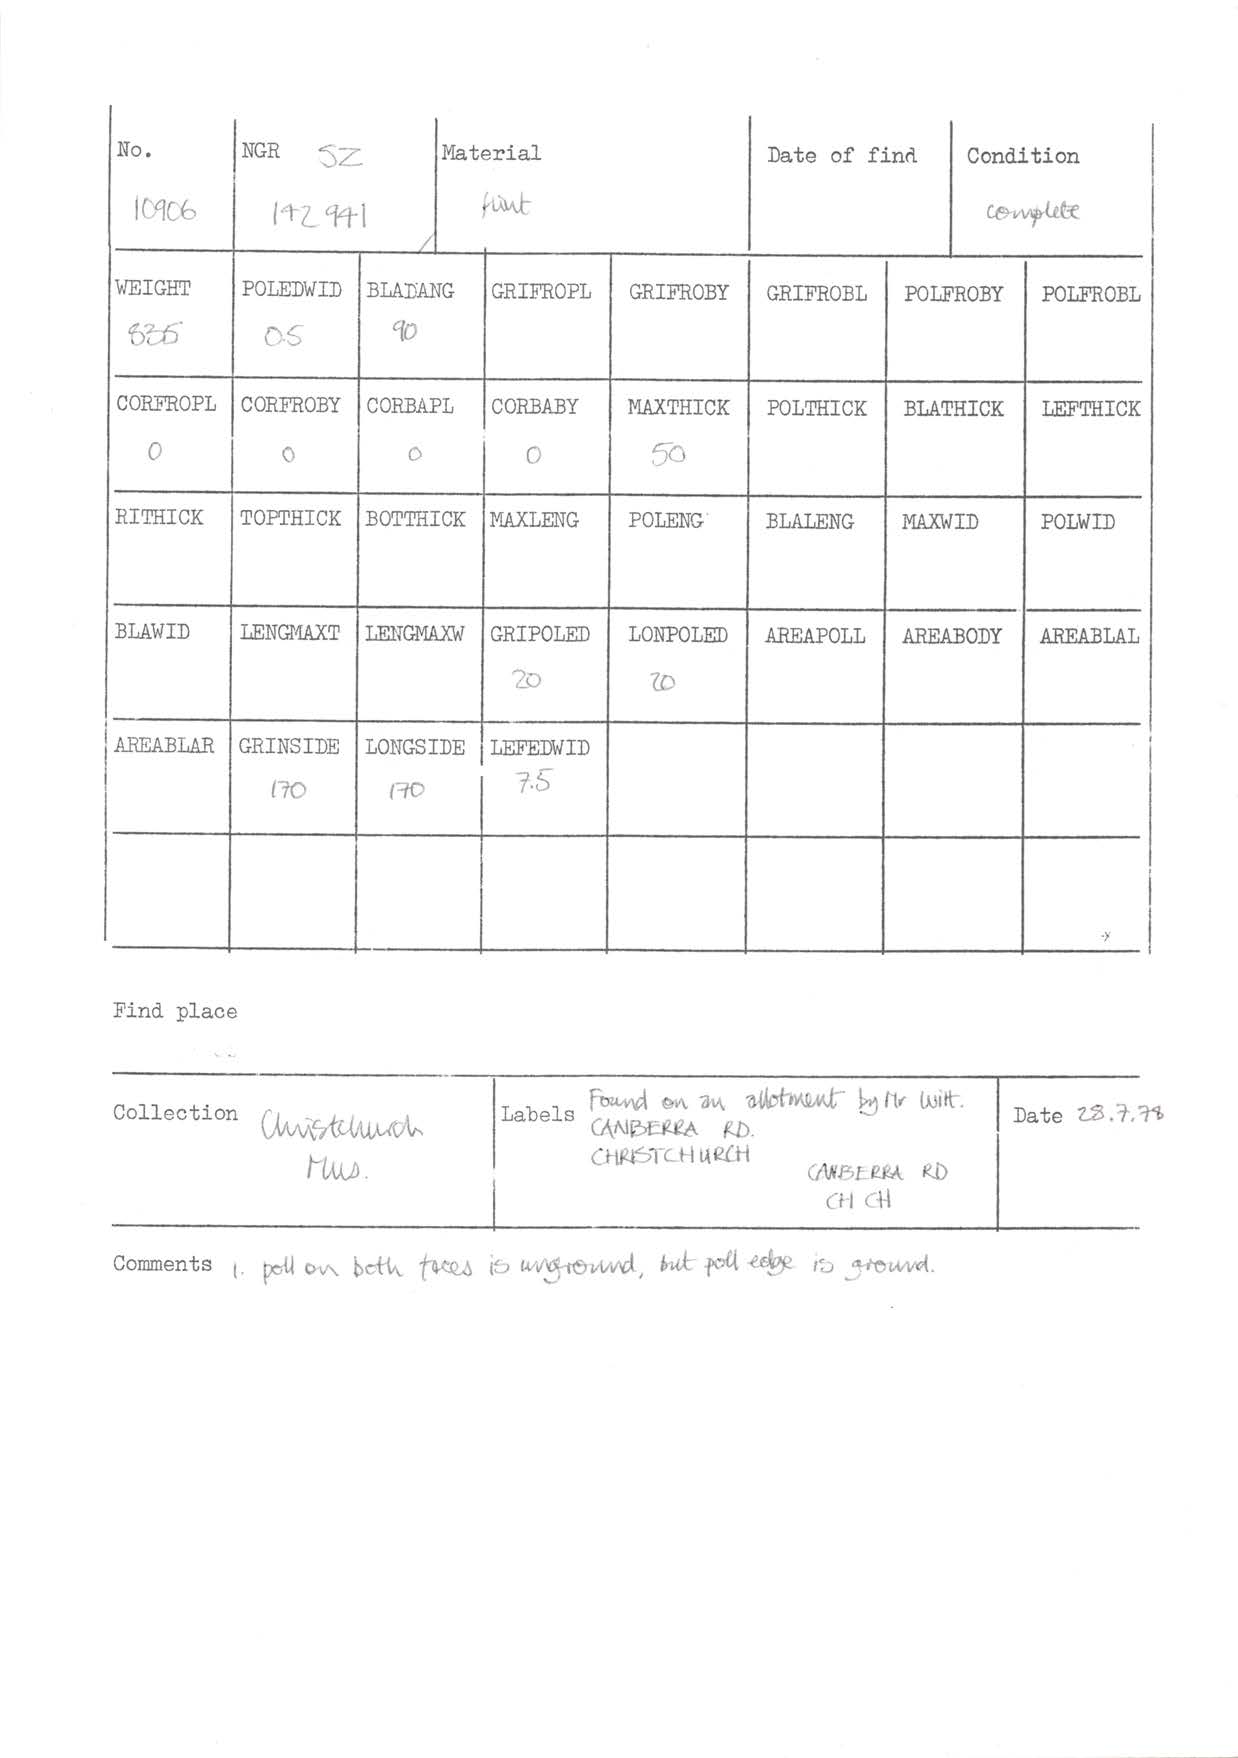 No. NGR SZ Material Date of find Condition
10906 142 941 flint complete
WEIGHT POLEDWID BLADANG GRIFROPL GRIFROBY GRIFROBL POLFROBY POLFROBL
0.5 90
CORFROPL CORFROBY CORBAPL CORBABY MAXTHICK POLTHICK BLATHICK LEFTHICK
0 0 0 0 50
RITHICK TOPTHICK BOTTHICK MAXLENG POLENG BLALENG MAXWID POLWID
BLAWID LENGMAXT LENGMAXW GRIPOLED LONPOLED AREAPOLL AREABODY AREABLAL
20 20
AREABLAR GRINSIDE LONGSIDE LEFEDWID
170 170 7.5
Find place
Collection Christchurch Mus.
Labels Found on an allotment by Mr Witt.
CANBERRA RD.
CHRISTCHURCH
CANBERRA RD
CH CH
Date 28.7.78
Comments 1. poll on both faces is unground, but poll edge is ground.